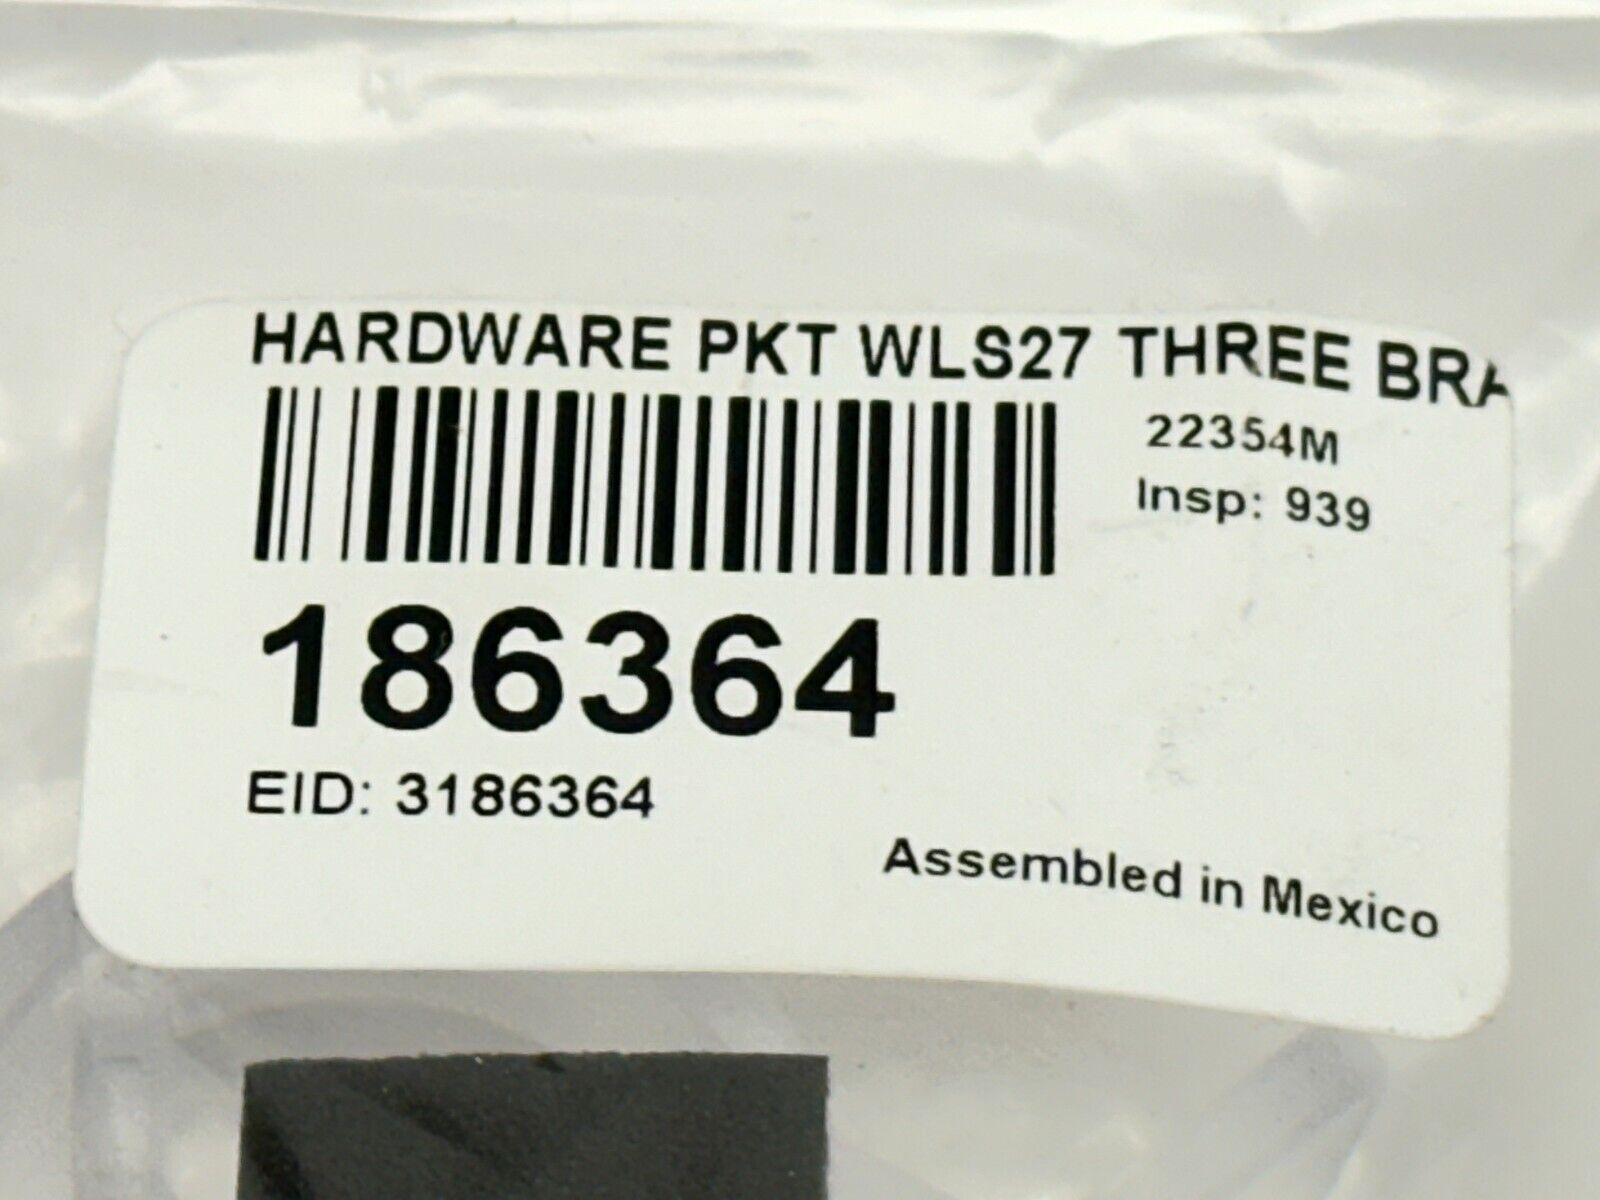 HARDWARE PKT WLS27 THREE BRA
22354M
Insp: 939
186364
EID: 3186364
Assembled in Mexico